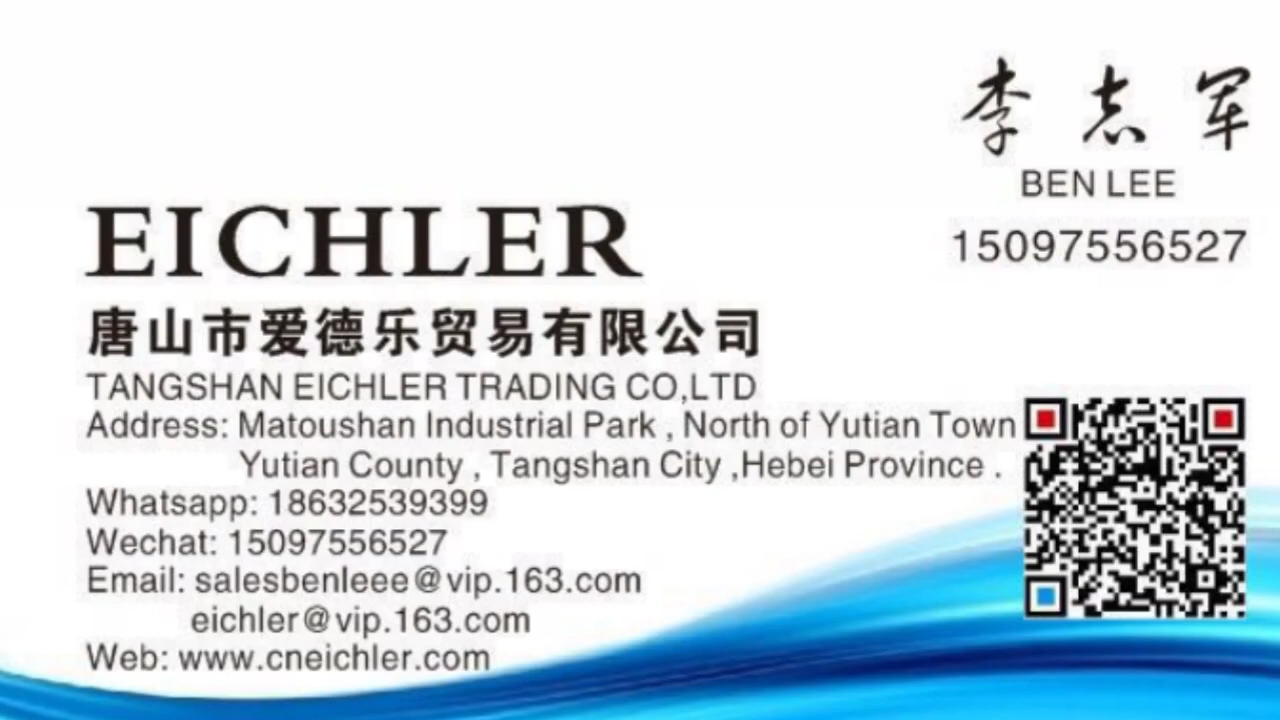 李志军
BEN LEE
15097556527
EICHLER
唐山市爱德乐贸易有限公司
TANGSHAN EICHLER TRADING CO,LTD
Address: Matoushan Industrial Park , North of Yutian Town
Yutian County , Tangshan City ,Hebei Province .
Whatsapp: 18632539399
Wechat: 15097556527
Email: salesbenleee@vip.163.com
eichler@vip.163.com
Web: www.cneichler.com